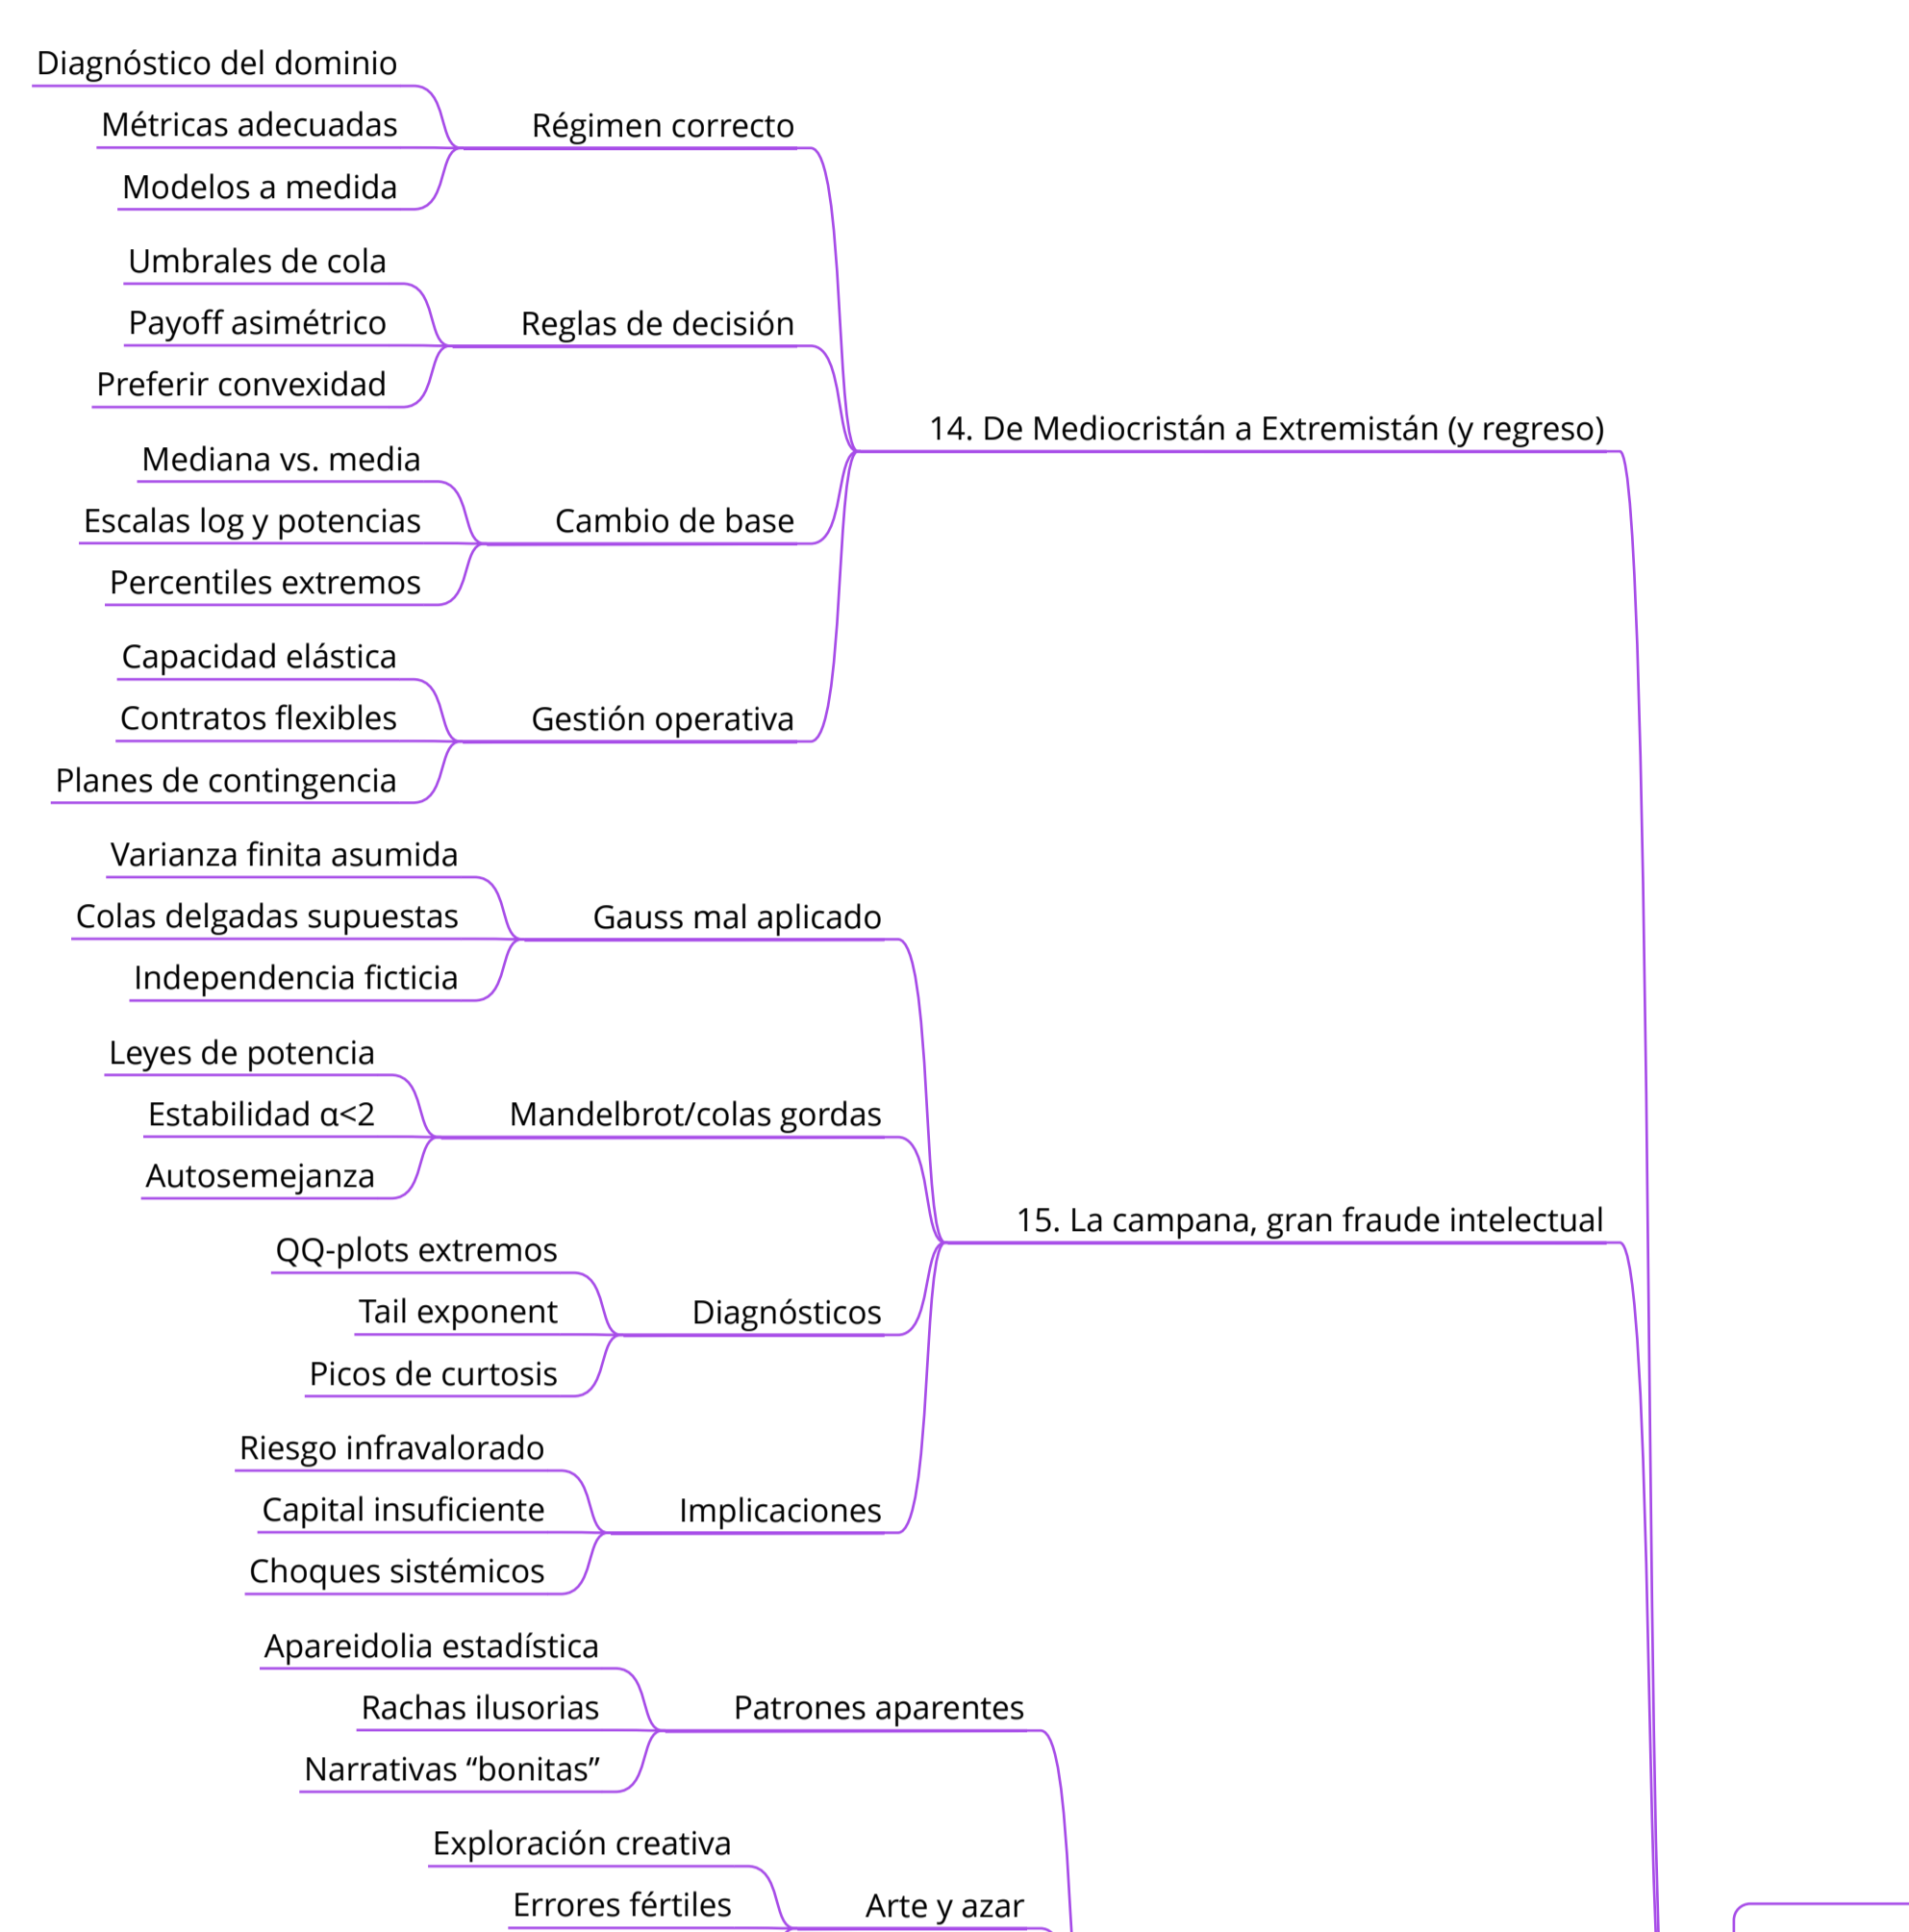 Diagnóstico del dominio
Métricas adecuadas
Modelos a medida
Régimen correcto
Umbrales de cola
Payoff asimétrico
Preferir convexidad
Reglas de decisión
Mediana vs. media
Escalas log y potencias
Percentiles extremos
Cambio de base
Capacidad elástica
Contratos flexibles
Planes de contingencia
Gestión operativa
14. De Mediocristán a Extremistán (y regreso)
Varianza finita asumida
Colas delgadas supuestas
Independencia ficticia
Gauss mal aplicado
Leyes de potencia
Estabilidad α<2
Autosemejanza
Mandelbrot/colas gordas
QQ-plots extremos
Tail exponent
Picos de curtosis
Diagnósticos
Riesgo infravalorado
Capital insuficiente
Choques sistémicos
Implicaciones
15. La campana, gran fraude intelectual
Apareidolia estadística
Rachas ilusorias
Narrativas “bonitas”
Patrones aparentes
Exploración creativa
Errores fértiles
Arte y azar